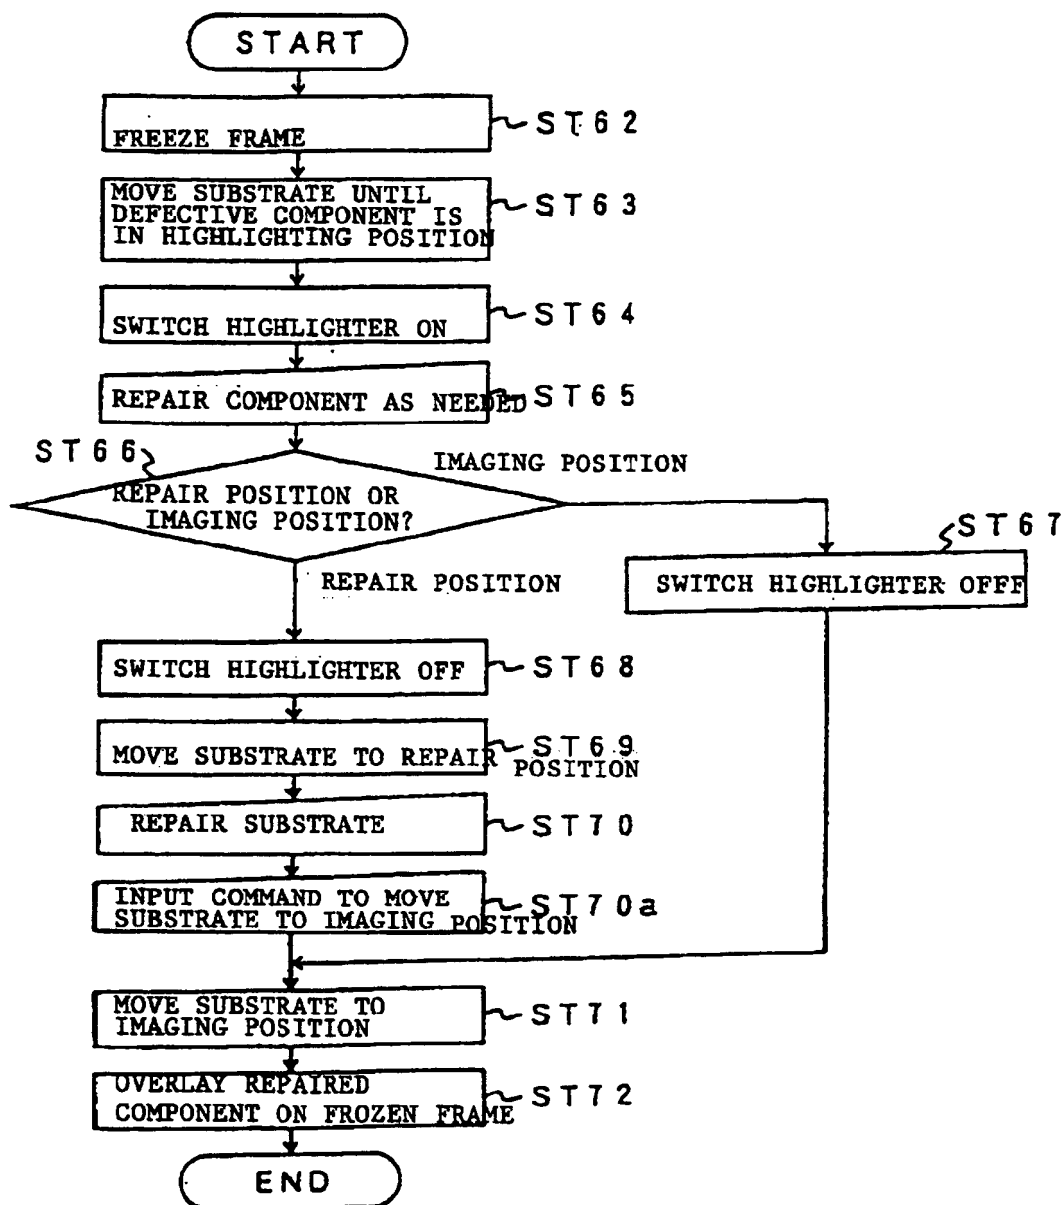 START
FREEZE FRAME
ST62
MOVE SUBSTRATE UNTIL
DEFECTIVE COMPONENT IS
IN HIGHLIGHTING POSITION
ST63
SWITCH HIGHLIGHTER ON
ST64
REPAIR COMPONENT AS NEEDED
ST65
ST66
REPAIR POSITION OR
IMAGING POSITION?
IMAGING POSITION
ST67
SWITCH HIGHLIGHTER OFFF
REPAIR POSITION
SWITCH HIGHLIGHTER OFF
ST68
MOVE SUBSTRATE TO REPAIR POSITION
ST69
REPAIR SUBSTRATE
ST70
INPUT COMMAND TO MOVE
SUBSTRATE TO IMAGING POSITION
ST70a
MOVE SUBSTRATE TO
IMAGING POSITION
ST71
OVERLAY REPAIRED
COMPONENT ON FROZEN FRAME
ST72
END